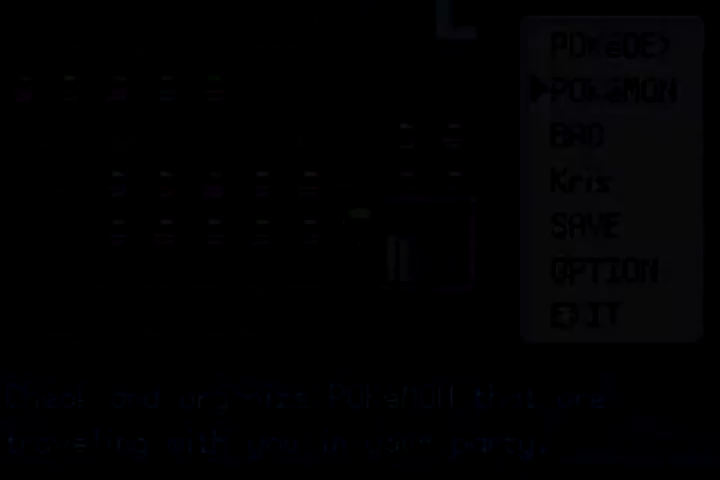 POKéDEX
▶POKéMON
BAG
Kris
SAVE
OPTION
EXIT
Check and organize POKéMON that are
traveling with you in your party.